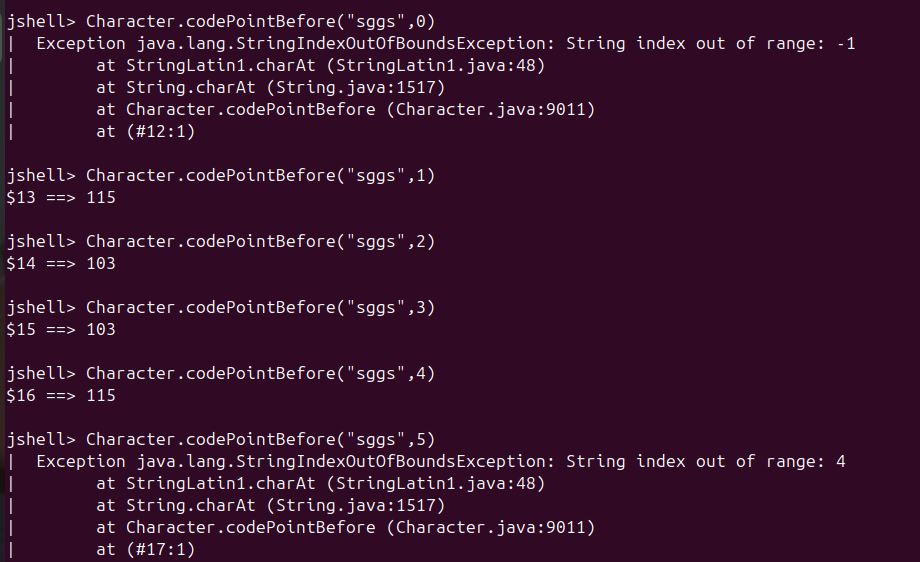 jshell> Character.codePointBefore("sggs",0)
|  Exception java.lang.StringIndexOutOfBoundsException: String index out of range: -1
|        at StringLatin1.charAt (StringLatin1.java:48)
|        at String.charAt (String.java:1517)
|        at Character.codePointBefore (Character.java:9011)
|        at (#12:1)
jshell> Character.codePointBefore("sggs",1)
$13 ==> 115
jshell> Character.codePointBefore("sggs",2)
$14 ==> 103
jshell> Character.codePointBefore("sggs",3)
$15 ==> 103
jshell> Character.codePointBefore("sggs",4)
$16 ==> 115
jshell> Character.codePointBefore("sggs",5)
|  Exception java.lang.StringIndexOutOfBoundsException: String index out of range: 4
|        at StringLatin1.charAt (StringLatin1.java:48)
|        at String.charAt (String.java:1517)
|        at Character.codePointBefore (Character.java:9011)
|        at (#17:1)